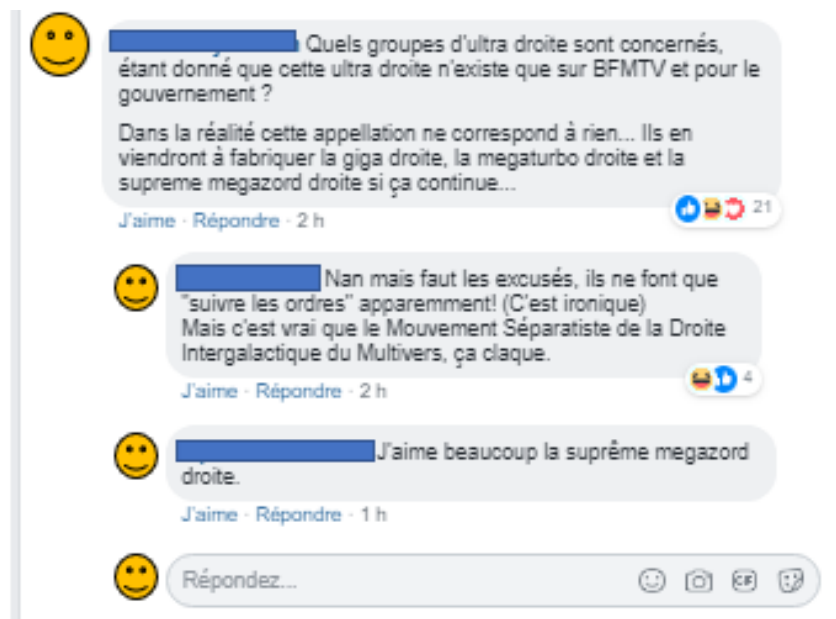 Quels groupes d'ultra droite sont concernés,
étant donné que cette ultra droite n'existe que sur BFMTV et pour le
gouvernement ?
Dans la réalité cette appellation ne correspond à rien... Ils en
viendront à fabriquer la giga droite, la megaturbo droite et la
supreme megazord droite si ça continue...
21
J'aime · Répondre · 2 h
Nan mais faut les excusés, ils ne font que
"suivre les ordres" apparemment! (C'est ironique)
Mais c'est vrai que le Mouvement Séparatiste de la Droite
Intergalactique du Multivers, ça claque.
4
J'aime · Répondre · 2 h
J'aime beaucoup la suprême megazord
droite.
J'aime · Répondre · 1 h
Répondez...
GIF